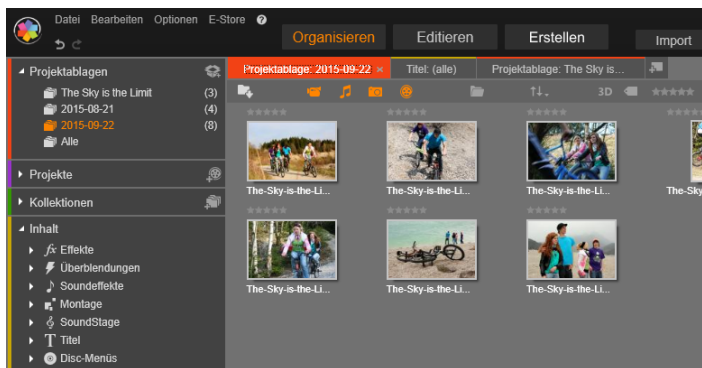 Datei Bearbeiten Optionen E-Store ?
Organisieren Editieren Erstellen Import
Projektablagen
The Sky is the Limit (3)
2015-08-21 (4)
2015-09-22 (8)
Alle
Projekte
Kollektionen
Inhalt
fx Effekte
Überblendungen
Soundeffekte
Montage
SoundStage
T Titel
Disc-Menüs
Projektablage: 2015-09-22 × Titel: (alle) Projektablage: The Sky is...
3D
The-Sky-is-the-Li... The-Sky-is-the-Li... The-Sky-is-the-Li... The-Sky
The-Sky-is-the-Li... The-Sky-is-the-Li... The-Sky-is-the-Li...